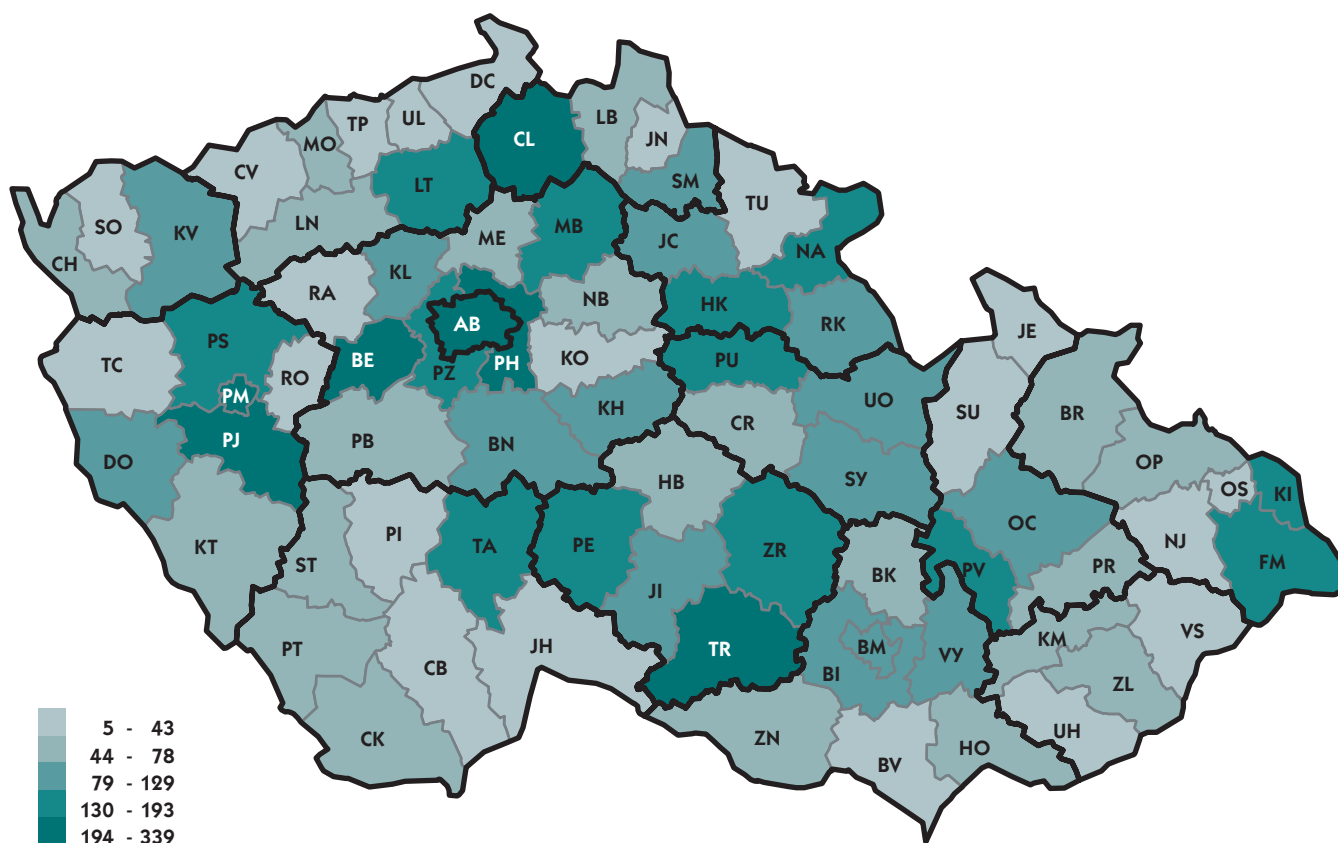 DC
CL
LB
JN
SM
TP
UL
MO
CV
LT
LN
SO
KV
CH
TU
NA
JC
MB
ME
KL
RA
NB
HK
RK
AB
BE
PH
PZ
KO
PS
TC
RO
PM
PJ
PU
UO
KH
CR
JE
SU
BR
OP
OS
KI
DO
PB
BN
SY
HB
OC
NJ
FM
KT
ST
PI
TA
PE
ZR
JI
BK
PV
PR
PT
CB
JH
TR
BM
BI
VY
KM
VS
ZL
CK
ZN
BV
HO
UH
5 - 43
44 - 78
79 - 129
130 - 193
194 - 339